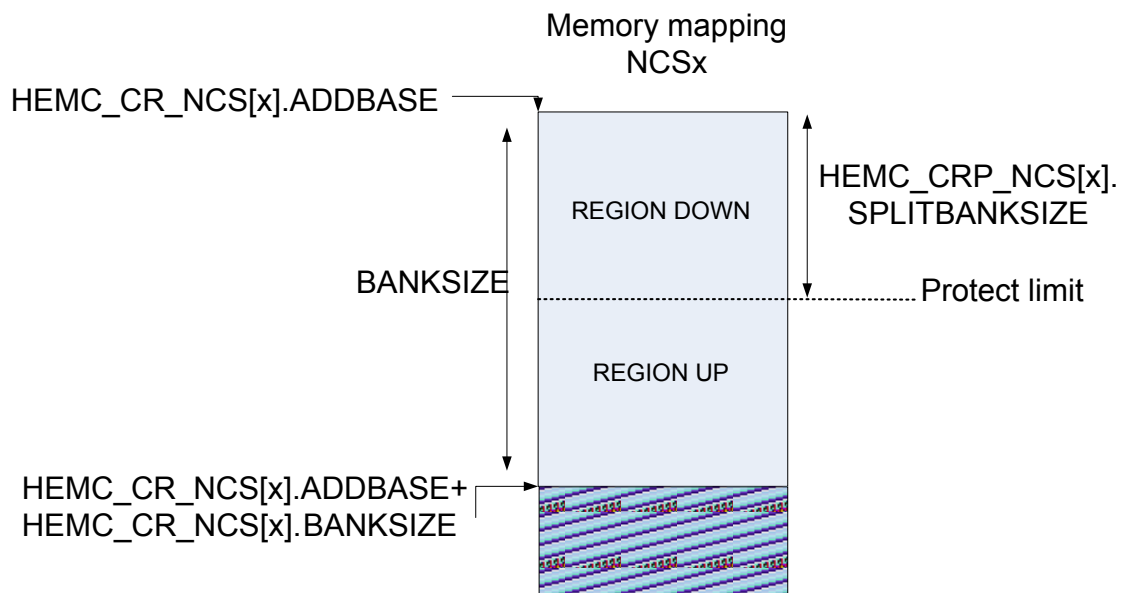 Memory mapping
NCSx
HEMC_CR_NCS[x].ADDBASE
HEMC_CRP_NCS[x].
SPLITBANKSIZE
REGION DOWN
BANKSIZE
Protect limit
REGION UP
HEMC_CR_NCS[x].ADDBASE+
HEMC_CR_NCS[x].BANKSIZE